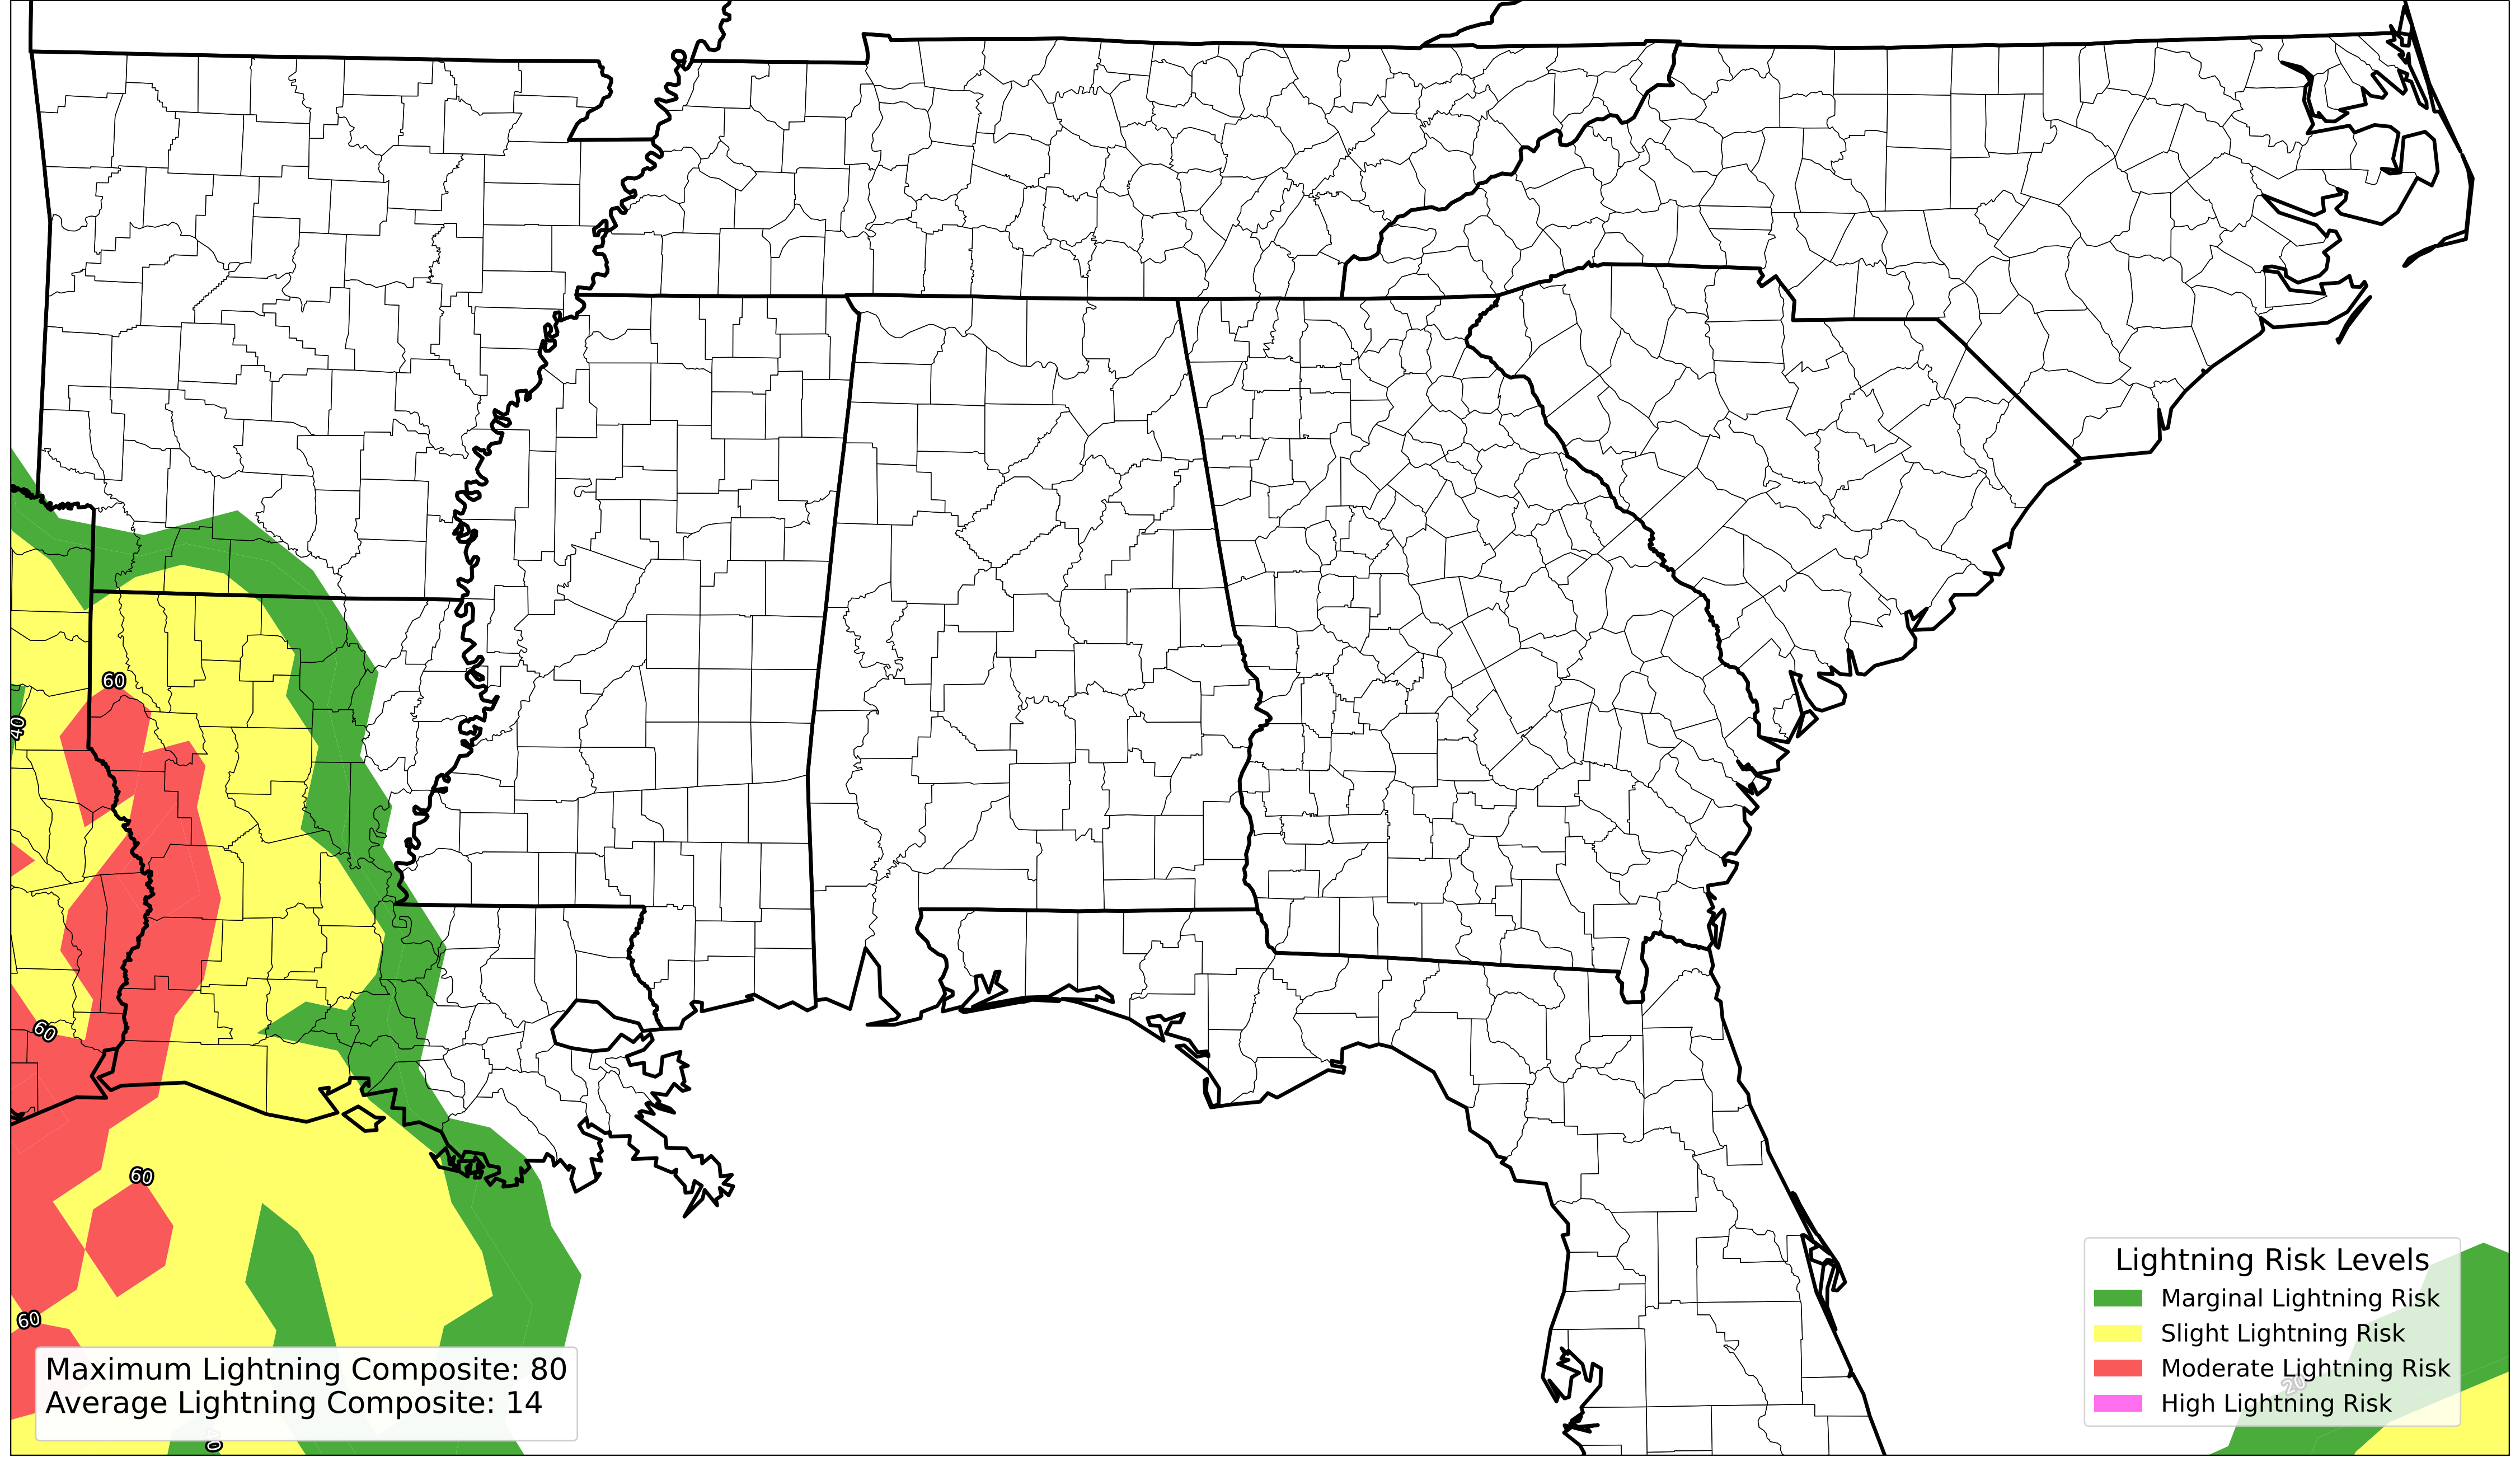 60
40
60
60
60
Maximum Lightning Composite: 80
Average Lightning Composite: 14
Lightning Risk Levels
Marginal Lightning Risk
Slight Lightning Risk
Moderate Lightning Risk
High Lightning Risk
20